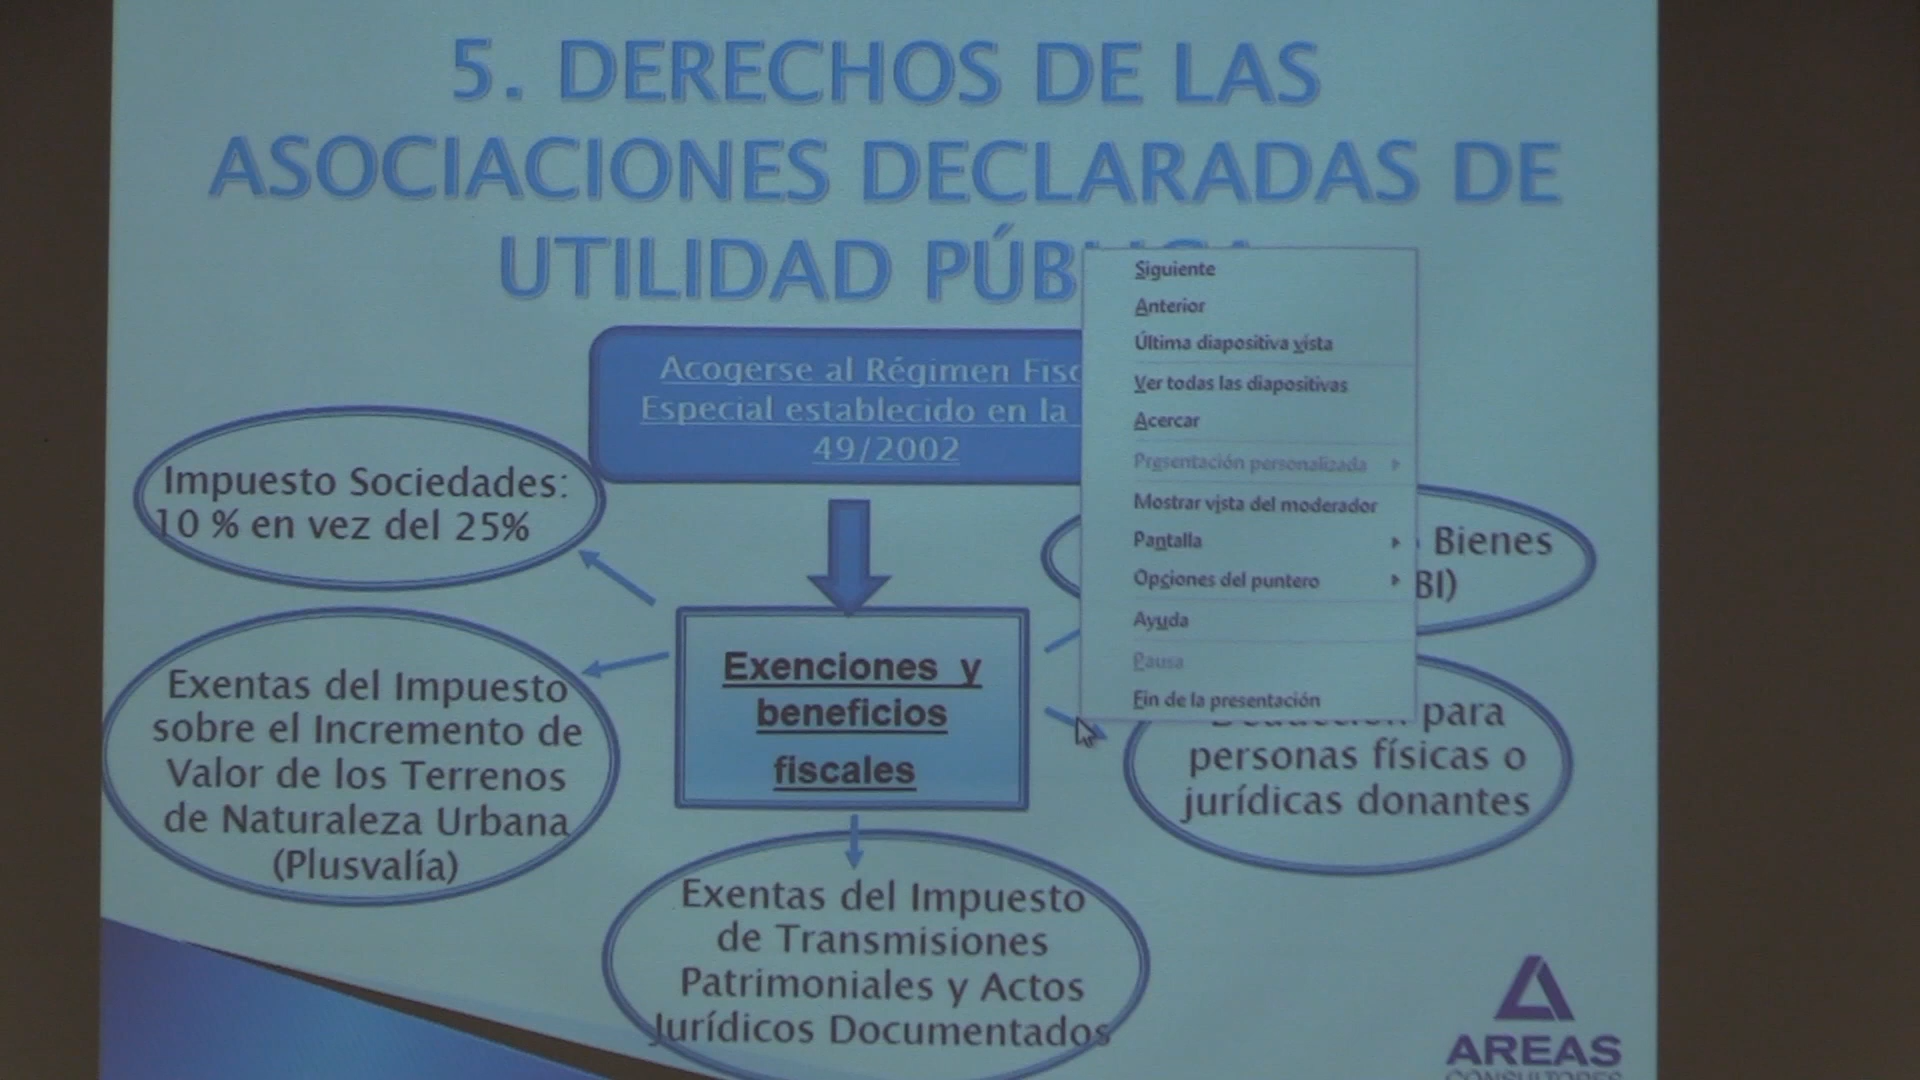 5. DERECHOS DE LAS
ASOCIACIONES DECLARADAS DE
UTILIDAD
Acogerse al Régimen
Especial establecido en la
49/2002
Impuesto Sociedades:
10 % en vez del 25%
Bienes
Exentas del Impuesto
sobre el Incremento de
Valor de los Terrenos
de Naturaleza Urbana
(Plusvalía)
Exenciones y
beneficios
fiscales
para
personas físicas o
jurídicas donantes
Exentas del Impuesto
de Transmisiones
Patrimoniales y Actos
Jurídicos Documentados
Siguiente
Anterior
Última diapositiva vista
Ver todas las diapositivas
Acercar
Presentación personalizada
Mostrar vista del moderador
Pantalla
Opciones del puntero
Ayuda
Pausa
Fin de la presentación
AREAS
CONSULTORES